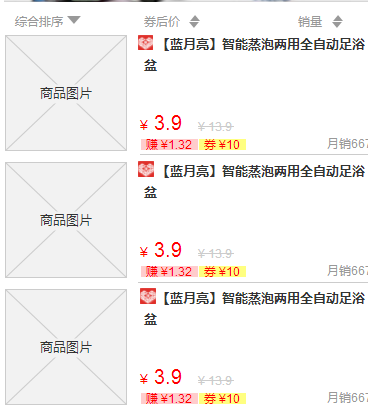 综合排序 券后价 销量
【蓝月亮】智能蒸泡两用全自动足浴
盆
商品图片
¥ 3.9 ¥ 13.9
赚 ¥1.32 券 ¥10 月销667
【蓝月亮】智能蒸泡两用全自动足浴
盆
商品图片
¥ 3.9 ¥ 13.9
赚 ¥1.32 券 ¥10 月销667
【蓝月亮】智能蒸泡两用全自动足浴
盆
商品图片
¥ 3.9 ¥ 13.9
赚 ¥1.32 券 ¥10 月销667